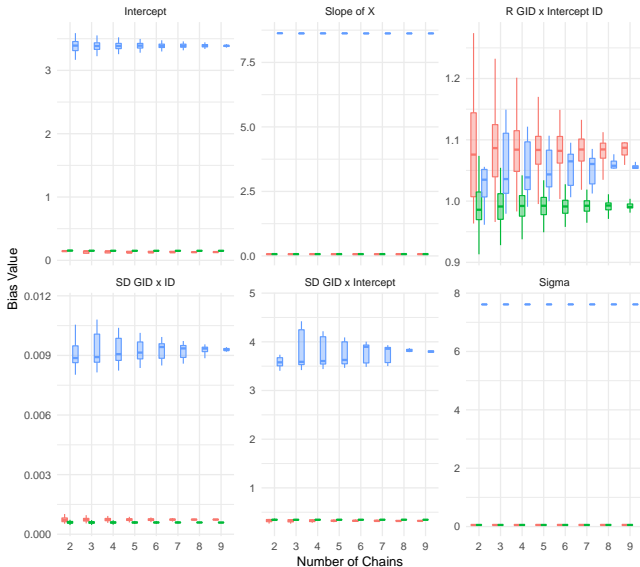 Intercept
Slope of X
R GID x Intercept ID
3
2
1
0
7.5
5.0
2.5
0.0
1.2
1.1
1.0
0.9
Bias Value
SD GID x ID
SD GID x Intercept
Sigma
0.012
0.009
0.006
0.003
0.000
5
4
3
2
1
8
6
4
2
0
2 3 4 5 6 7 8 9
2 3 4 5 6 7 8 9
2 3 4 5 6 7 8 9
Number of Chains